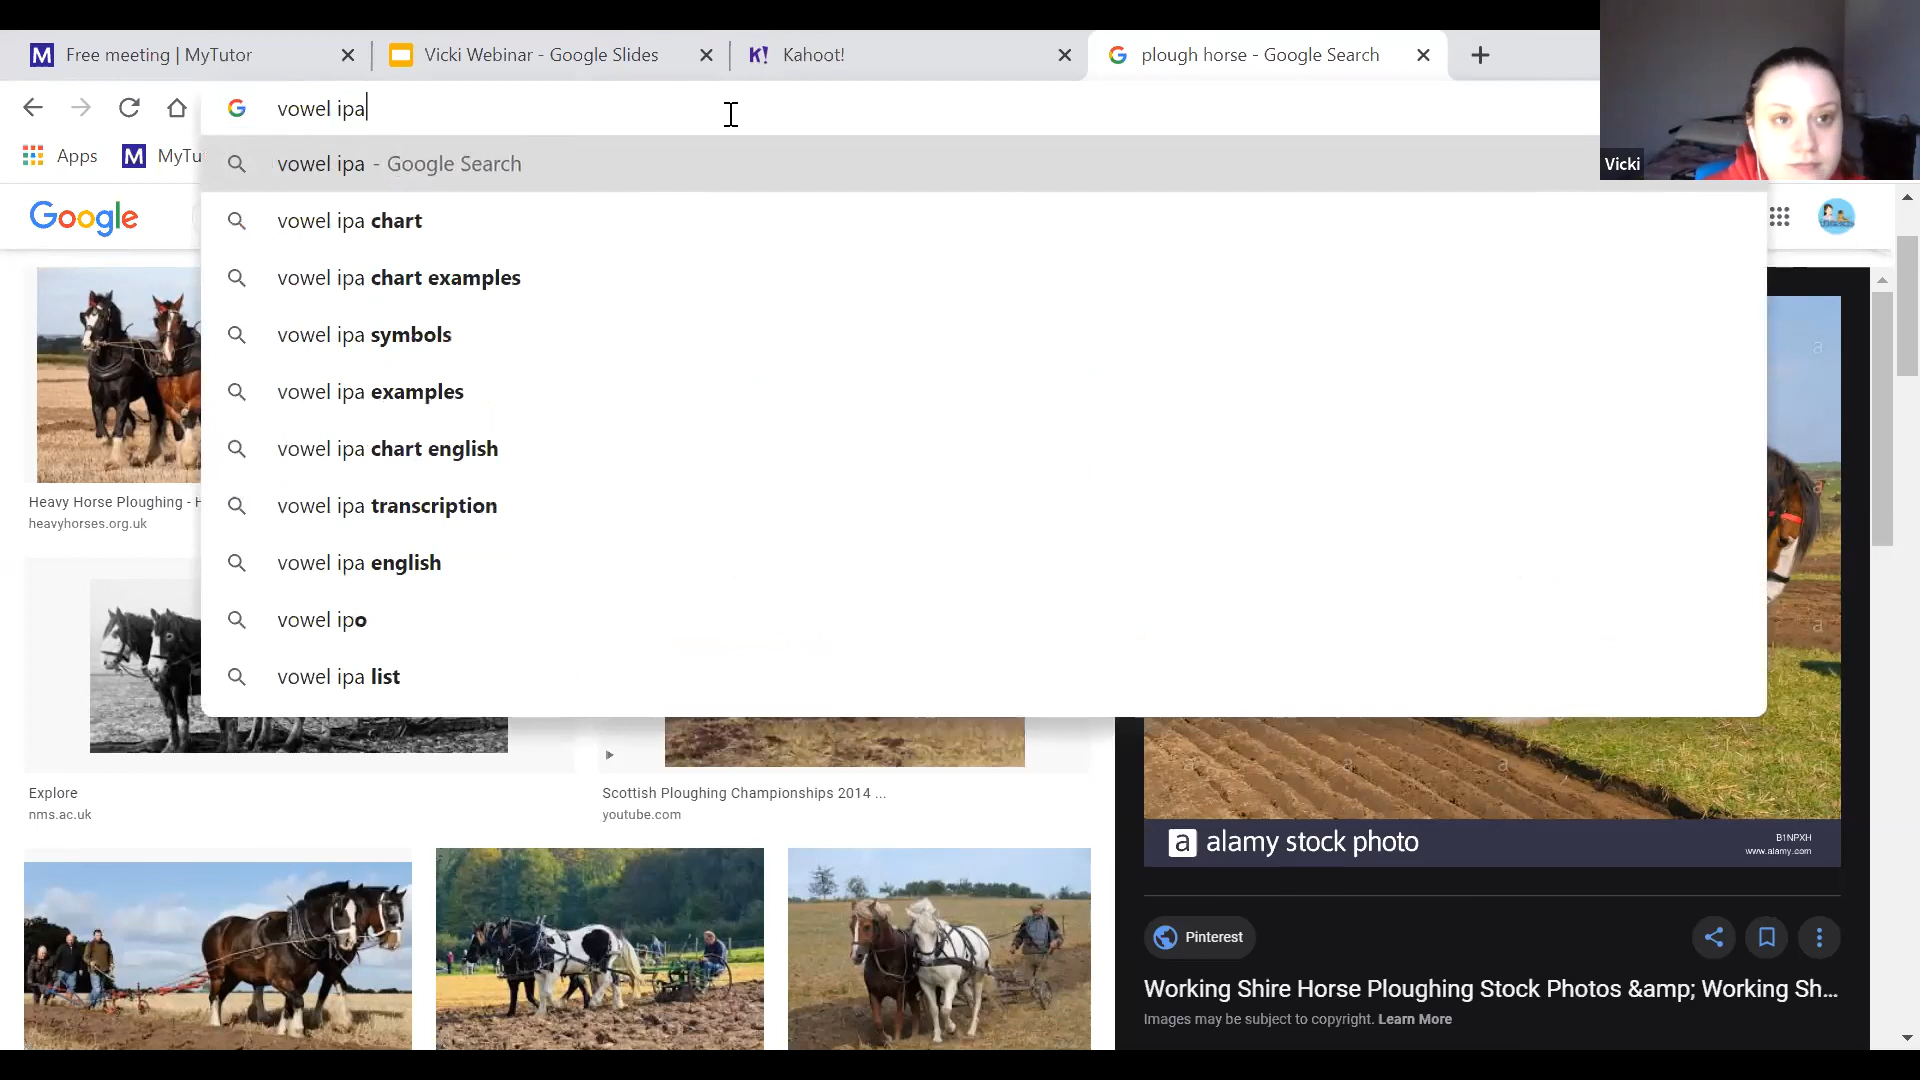 Free meeting | MyTutor
Vicki Webinar - Google Slides
K! Kahoot!
plough horse - Google Search
vowel ipa
Apps
MyTu
Vicki
vowel ipa - Google Search
Google
vowel ipa chart
vowel ipa chart examples
vowel ipa symbols
vowel ipa examples
vowel ipa chart english
vowel ipa transcription
vowel ipa english
vowel ipo
vowel ipa list
Heavy Horse Ploughing - H
heavyhorses.org.uk
Explore
nms.ac.uk
Scottish Ploughing Championships 2014 ...
youtube.com
a alamy stock photo
B1NPXH
www.alamy.com
Pinterest
Working Shire Horse Ploughing Stock Photos &amp; Working Sh...
Images may be subject to copyright. Learn More